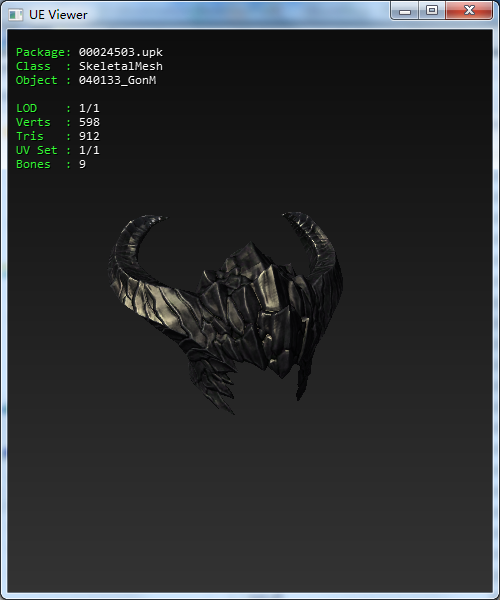 UE Viewer
Package: 00024503.upk
Class  : SkeletalMesh
Object : 040133_GonM
LOD    : 1/1
Verts  : 598
Tris   : 912
UV Set : 1/1
Bones  : 9